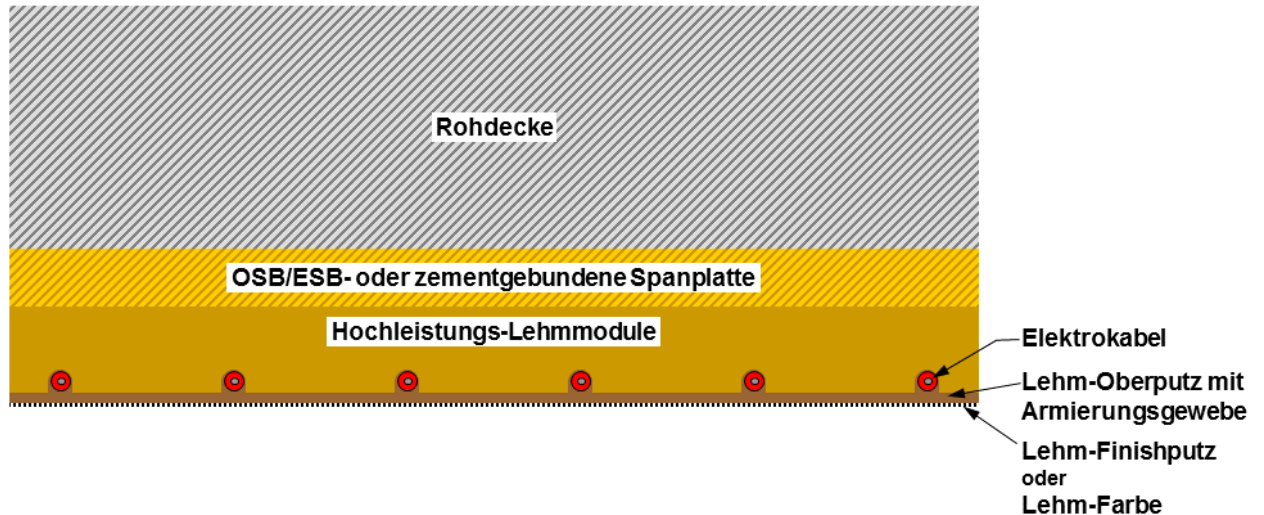 Rohdecke
OSB/ESB- oder zementgebundene Spanplatte
Hochleistungs-Lehmmodule
Elektrokabel
Lehm-Oberputz mit
Armierungsgewebe
Lehm-Finishputz
oder
Lehm-Farbe